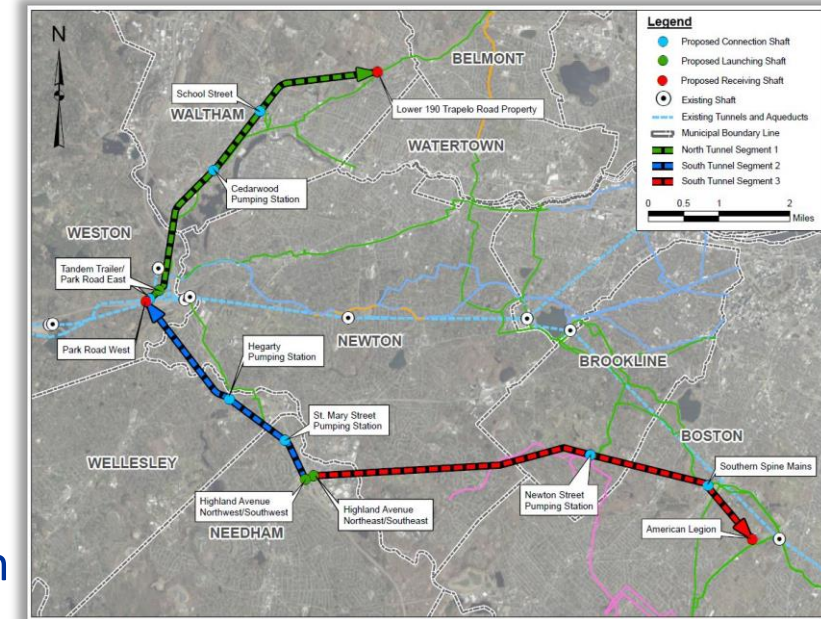 N
BELMONT
School Street
WALTHAM
Lower 190 Trapelo Road Property
WATERTOWN
Cedarwood
Pumping Station
WESTON
Tandem Trailer/
Park Road East
Park Road West
NEWTON
Hegarty
Pumping Station
BROOKLINE
St. Mary Street
Pumping Station
BOSTON
WELLESLEY
Southern Spine Mains
Highland Avenue
Northwest/Southwest
Highland Avenue
Northeast/Southeast
Newton Street
Pumping Station
NEEDHAM
American Legion
Legend
Proposed Connection Shaft
Proposed Launching Shaft
Proposed Receiving Shaft
Existing Shaft
Existing Tunnels and Aqueducts
Municipal Boundary Line
North Tunnel Segment 1
South Tunnel Segment 2
South Tunnel Segment 3
0 0.5 1 2
Miles